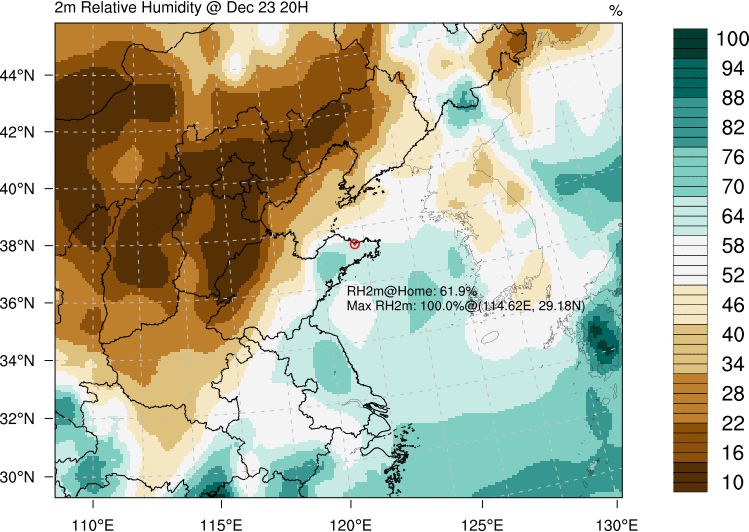 2m Relative Humidity @ Dec 23 20H
%
100
94
88
82
76
70
64
58
52
46
40
34
28
22
16
10
44°N
42°N
40°N
38°N
36°N
34°N
32°N
30°N
RH2m@Home: 61.9%
Max RH2m: 100.0%@(114.62E, 29.18N)
110°E
115°E
120°E
125°E
130°E